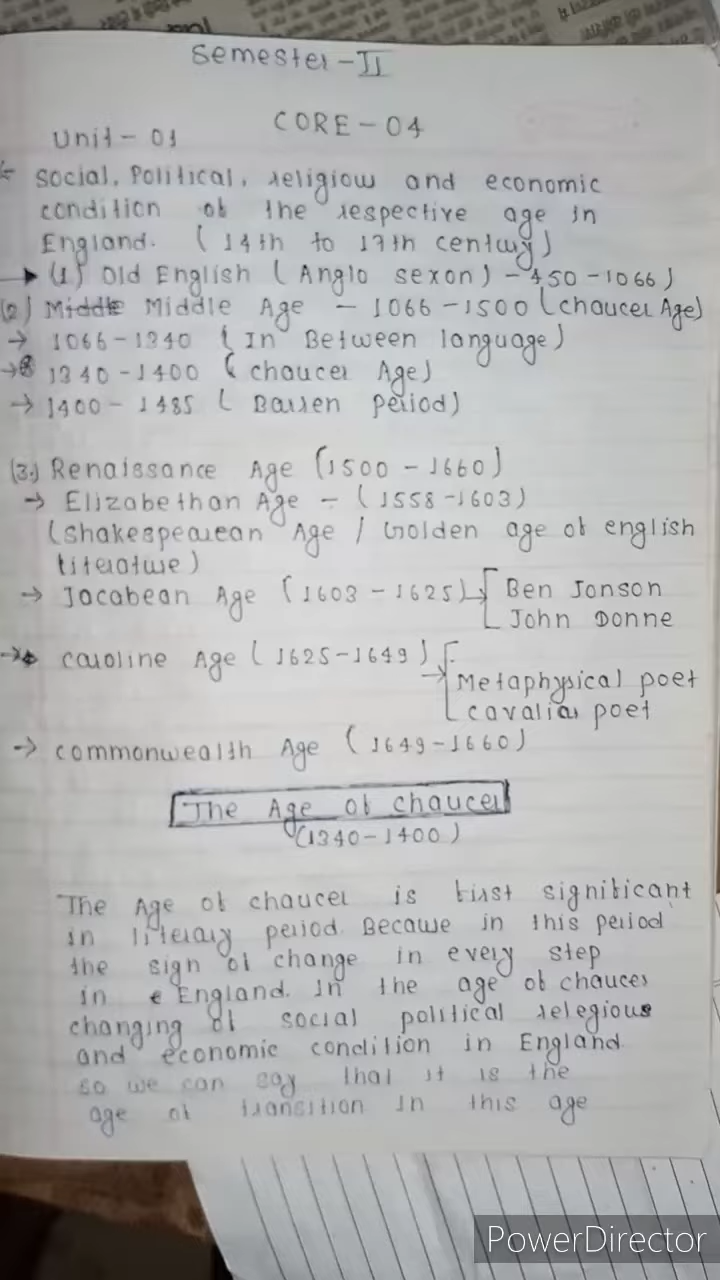 Semester - II
CORE - 04
Unit - 01
Social, Political, religiow and economic
condition of the respective age in
England. (14th to 17th century)
→ (1) Old English (Anglo sexon) - 450 - 1066)
(2) Middle Middle Age - 1066 - 1500 (Chaucer Age)
→ 1066 - 1340 (In Between language)
→ 1340 - 1400 (chaucer Age)
→ 1400 - 1485 (Barren Period)
(3.) Renaissance Age (1500 - 1660)
→ Elizabethan Age - (1558 - 1603)
(Shakespearean Age / Golden age of english
literature)
→ Jacabean Age (1603 - 1625) → Ben Jonson
John Donne
→ caroline Age (1625 - 1649)
→ Metaphysical poet
cavaliar poet
→ commonwealth Age (1649 - 1660)
The Age of chaucer
(1340 - 1400)
The Age of chaucer is first significant
in literary period. Because in this period
the sign of change in every step
in England. In the age of chaucer
changing of social political relegious
and economic condition in England
so we can say that it is the
age of transition in this age
PowerDirector